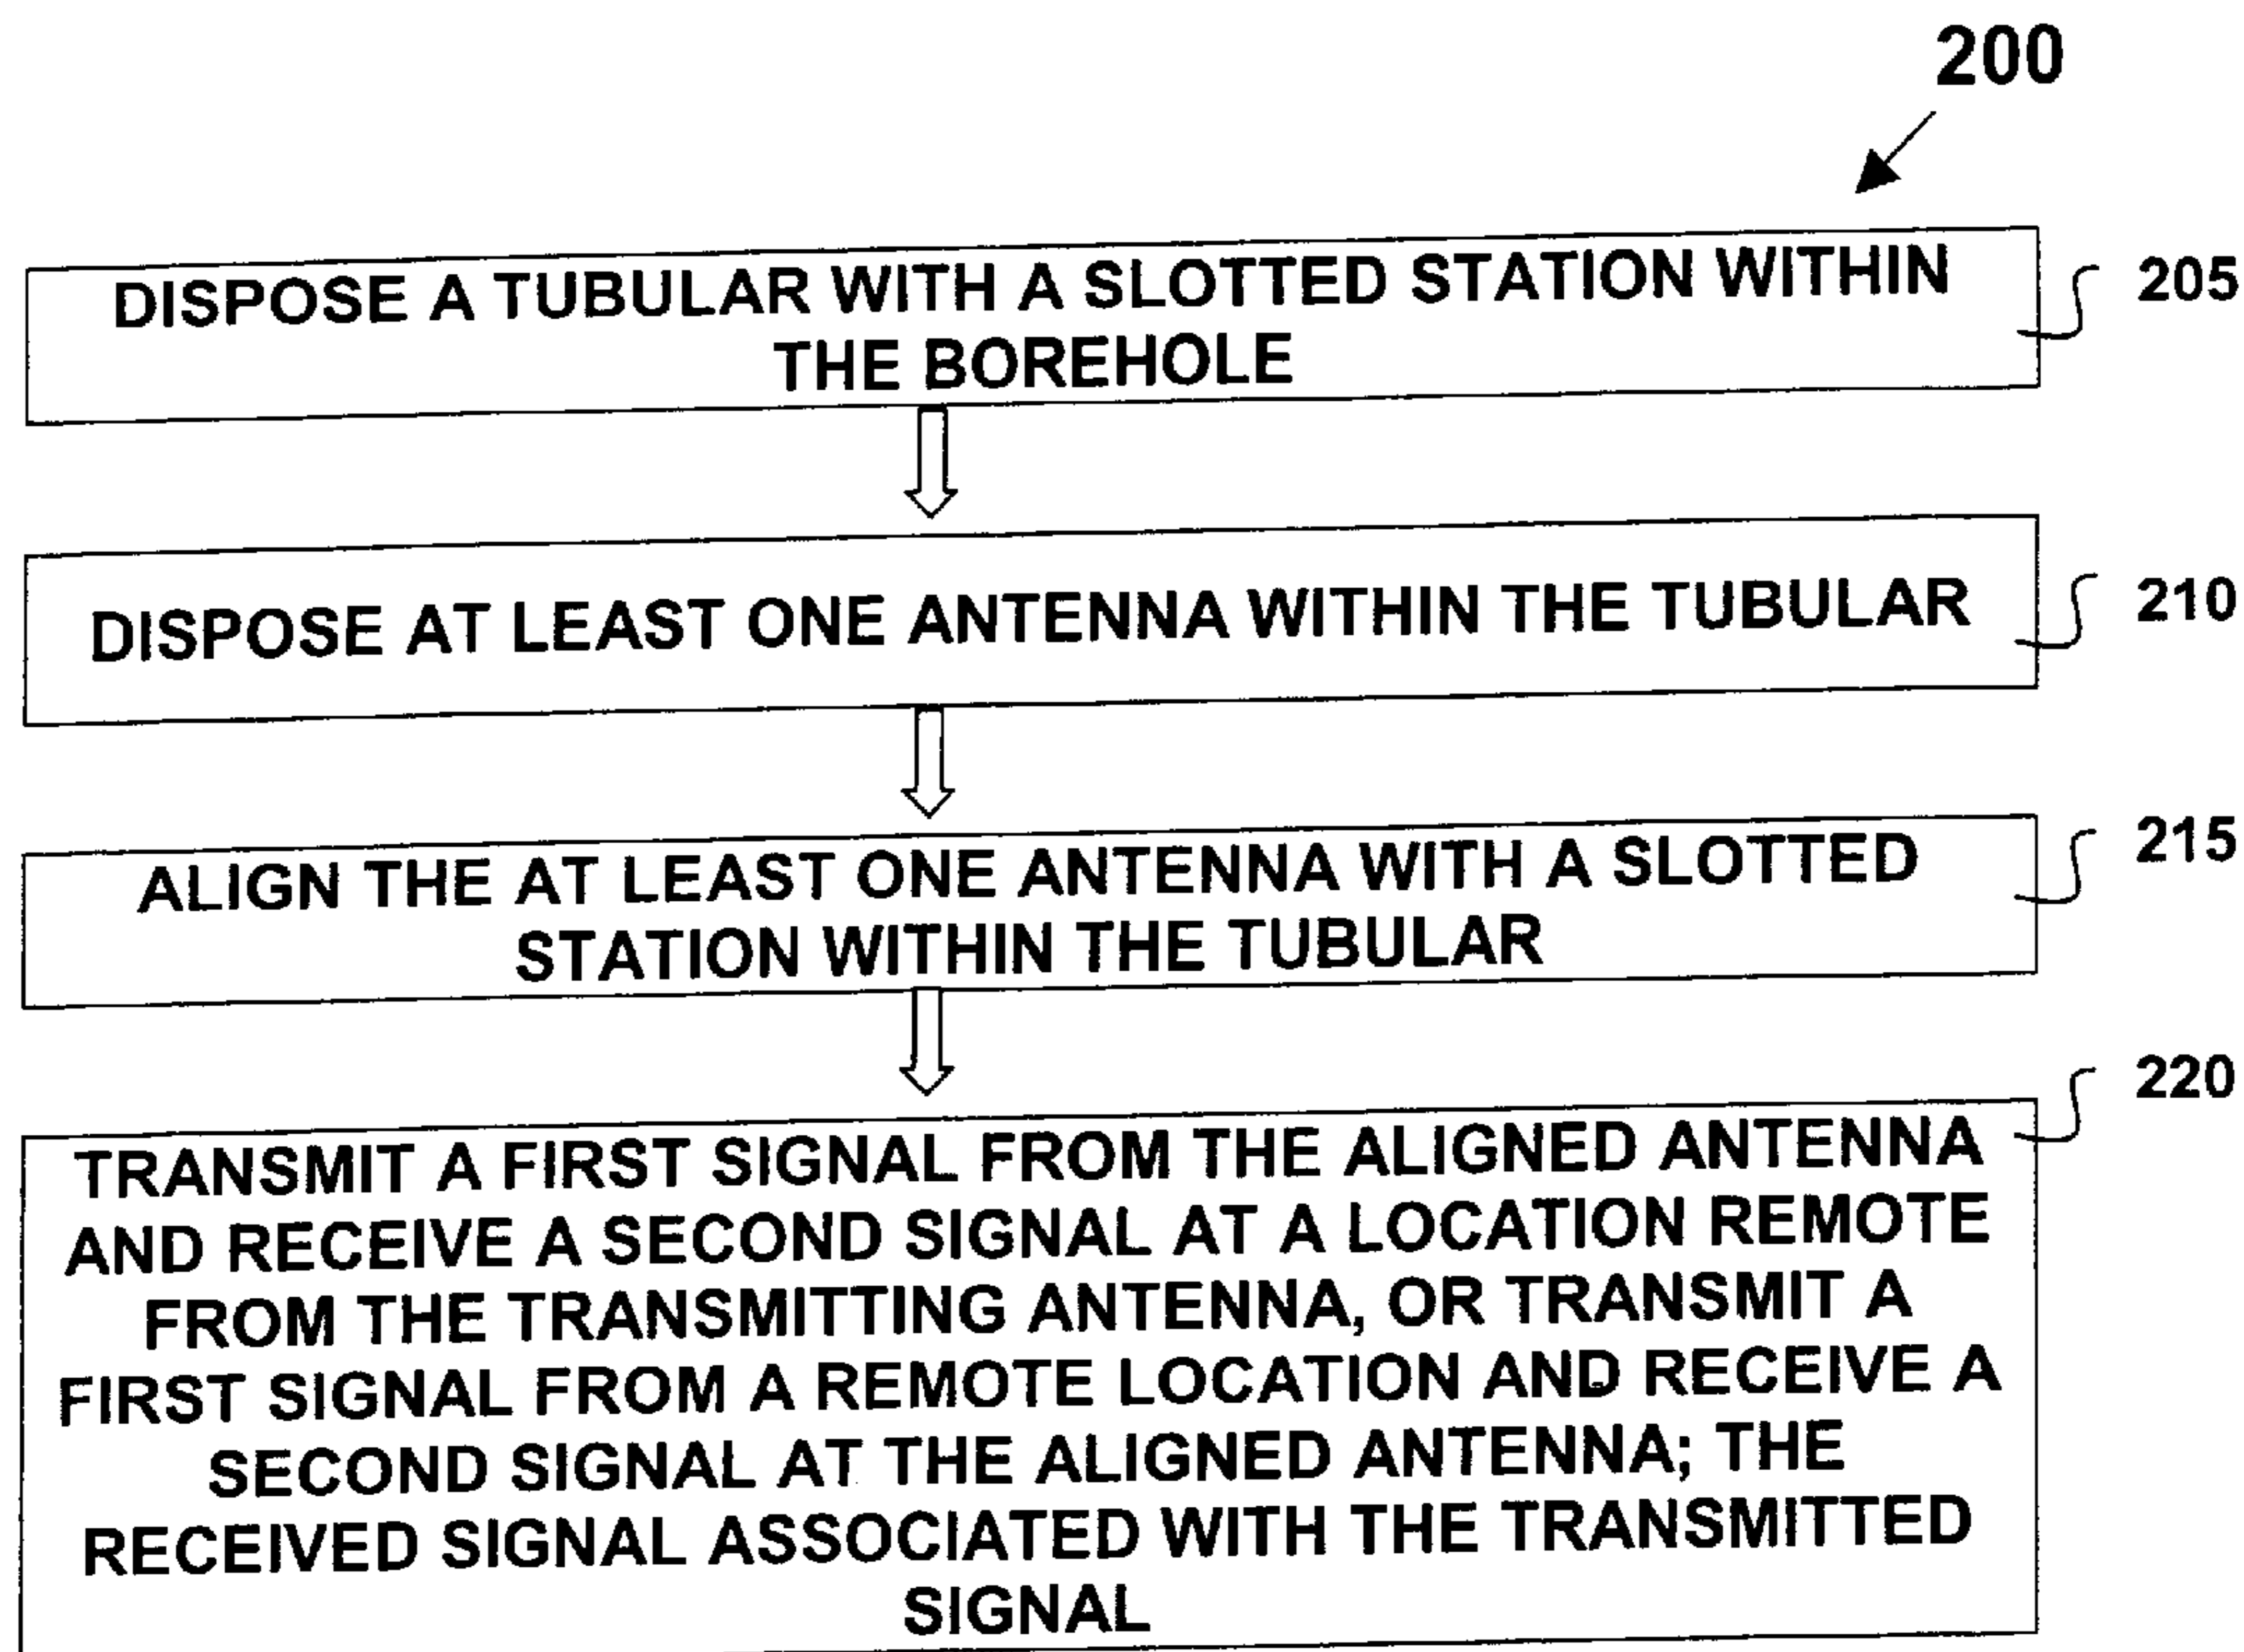 200
DISPOSE A TUBULAR WITH A SLOTTED STATION WITHIN
THE BOREHOLE
205
DISPOSE AT LEAST ONE ANTENNA WITHIN THE TUBULAR
210
ALIGN THE AT LEAST ONE ANTENNA WITH A SLOTTED
STATION WITHIN THE TUBULAR
215
TRANSMIT A FIRST SIGNAL FROM THE ALIGNED ANTENNA
AND RECEIVE A SECOND SIGNAL AT A LOCATION REMOTE
FROM THE TRANSMITTING ANTENNA, OR TRANSMIT A
FIRST SIGNAL FROM A REMOTE LOCATION AND RECEIVE A
SECOND SIGNAL AT THE ALIGNED ANTENNA; THE
RECEIVED SIGNAL ASSOCIATED WITH THE TRANSMITTED
SIGNAL
220